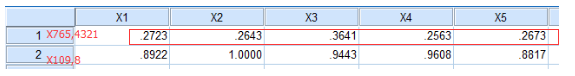 X1 X2 X3 X4 X5
1 X765,4321 .2723 .2643 .3641 .2563 .2673
2 X109,8 .8922 1.0000 .9443 .9608 .8817